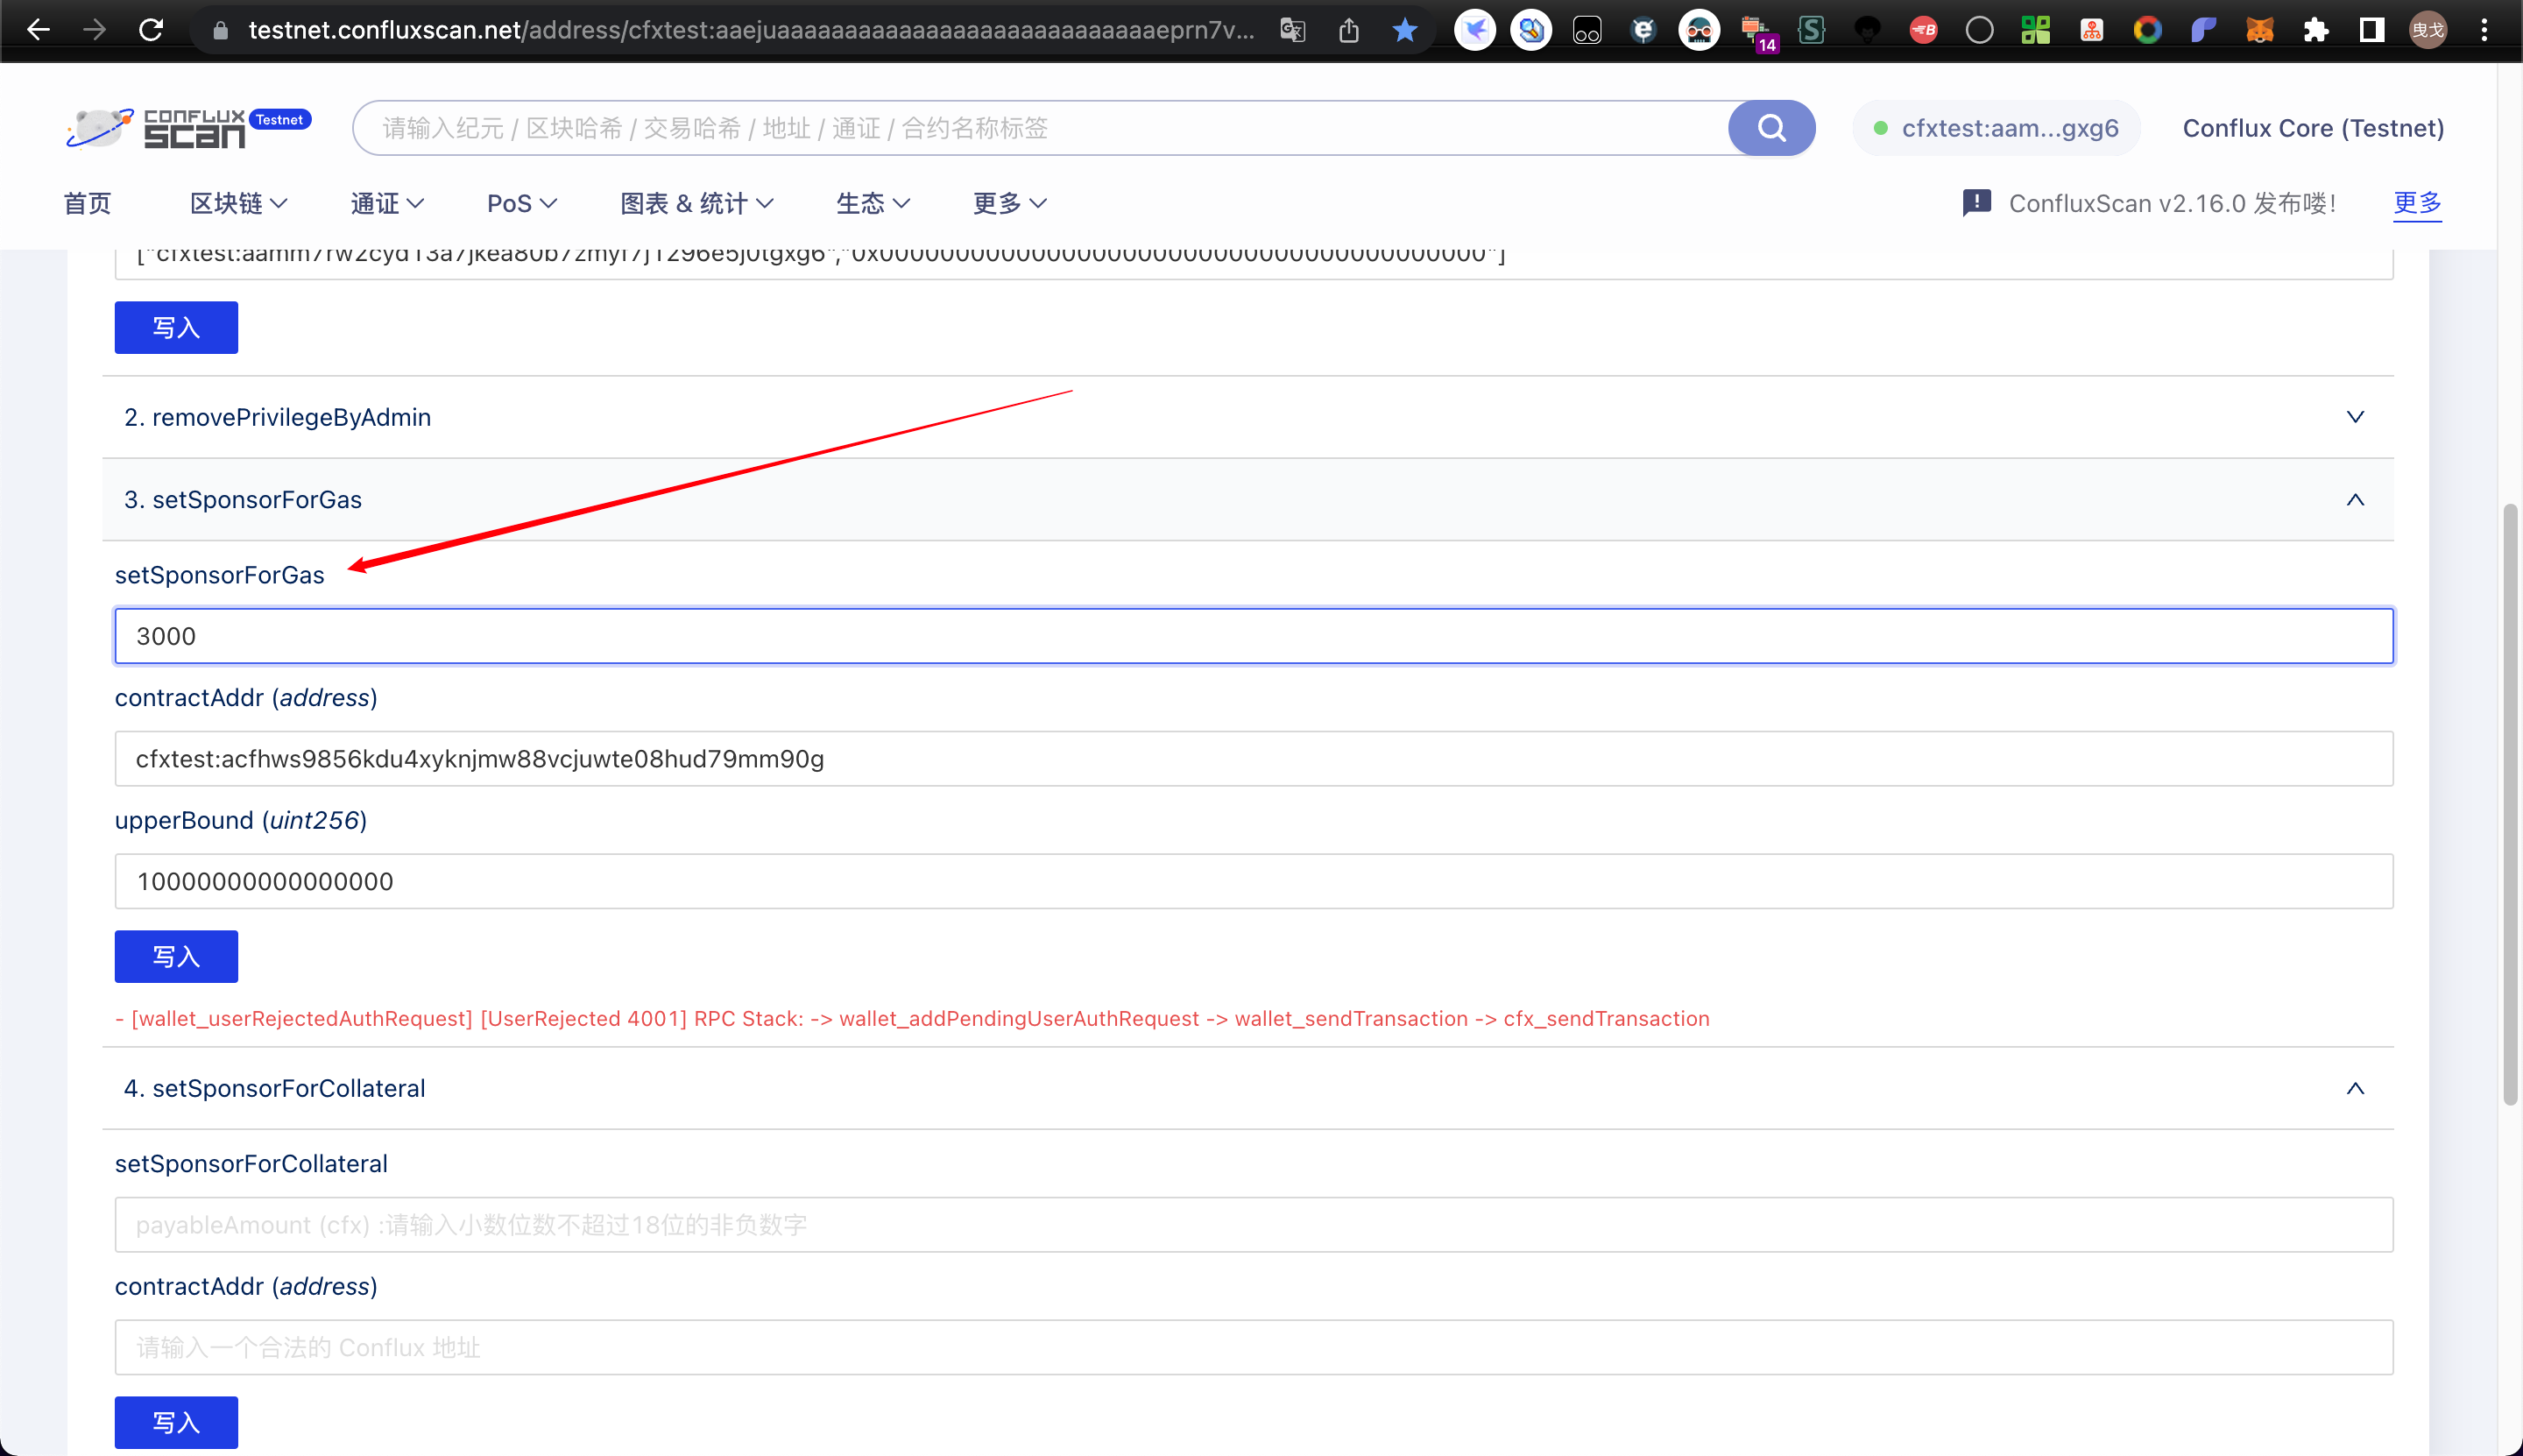 testnet.confluxscan.net/address/cfxtest:aaejuaaaaaaaaaaaaaaaaaaaaaaaaaaaaeprn7v...
14
曳戈
CONFLUX
SCAN
Testnet
请输入纪元 / 区块哈希 / 交易哈希 / 地址 / 通证 / 合约名称标签
cfxtest:aam...gxg6
Conflux Core (Testnet)
首页
区块链
通证
PoS
图表 & 统计
生态
更多
ConfluxScan v2.16.0 发布喽!
更多
写入
2. removePrivilegeByAdmin
3. setSponsorForGas
setSponsorForGas
3000
contractAddr (address)
cfxtest:acfhws9856kdu4xyknjmw88vcjuwte08hud79mm90g
upperBound (uint256)
10000000000000000
写入
- [wallet_userRejectedAuthRequest] [UserRejected 4001] RPC Stack: -> wallet_addPendingUserAuthRequest -> wallet_sendTransaction -> cfx_sendTransaction
4. setSponsorForCollateral
setSponsorForCollateral
payableAmount (cfx) :请输入小数位数不超过18位的非负数字
contractAddr (address)
请输入一个合法的 Conflux 地址
写入